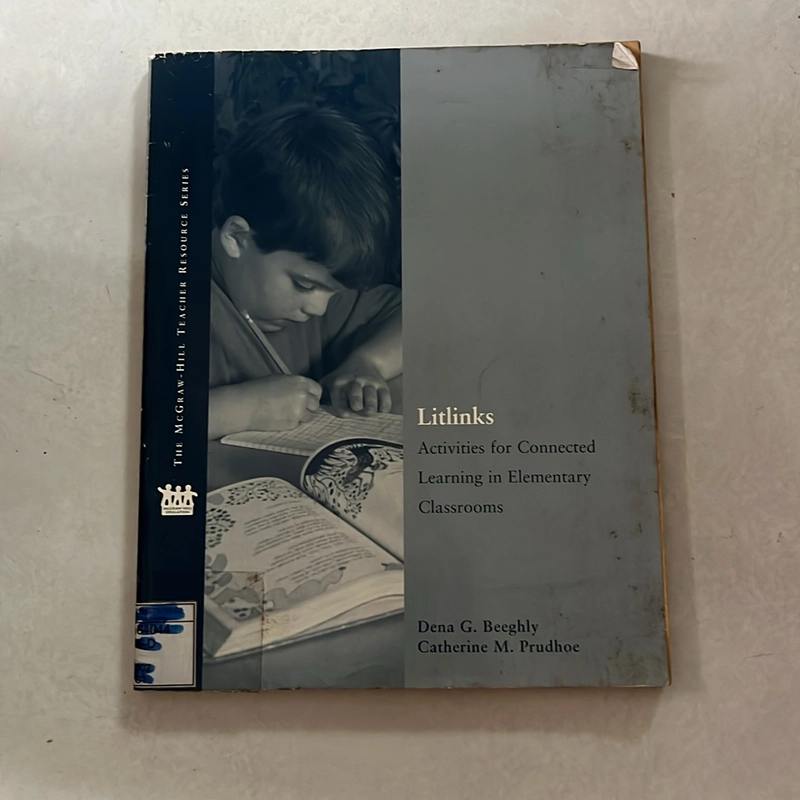 THE MCGRAW-HILL TEACHER RESOURCE SERIES
Litlinks
Activities for Connected
Learning in Elementary
Classrooms
Dena G. Beeghly
Catherine M. Prudhoe